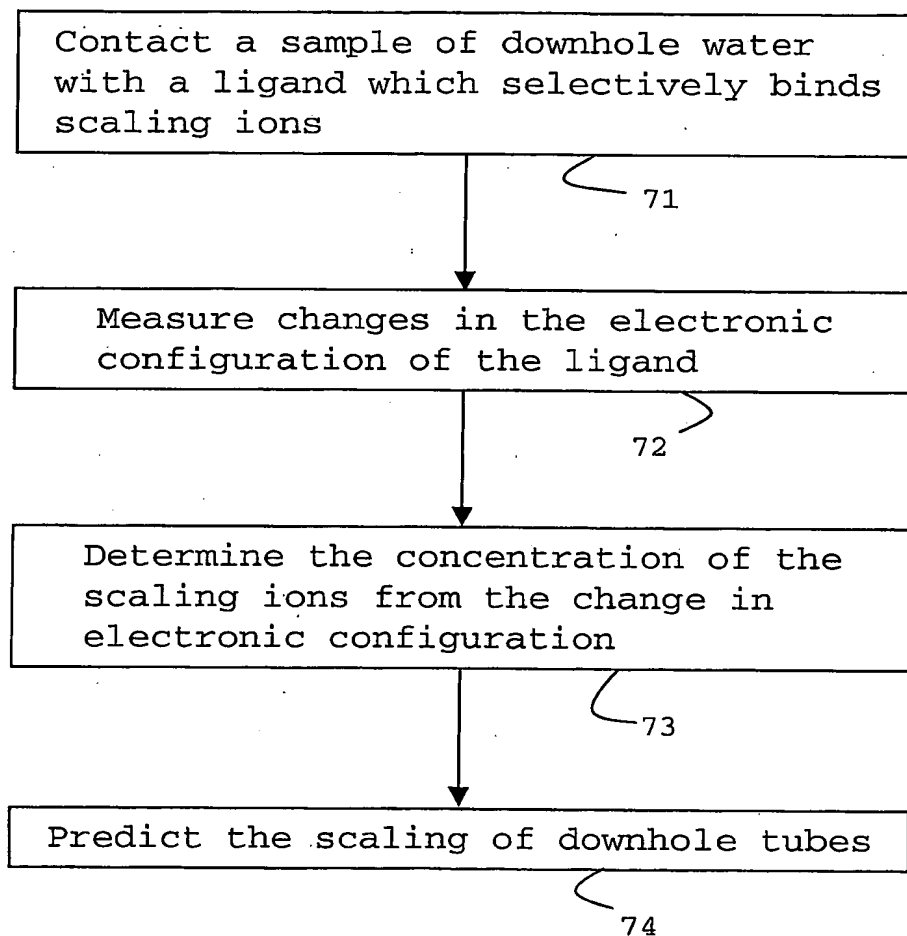 Contact a sample of downhole water
with a ligand which selectively binds
scaling ions
71
Measure changes in the electronic
configuration of the ligand
72
Determine the concentration of the
scaling ions from the change in
electronic configuration
73
Predict the scaling of downhole tubes
74